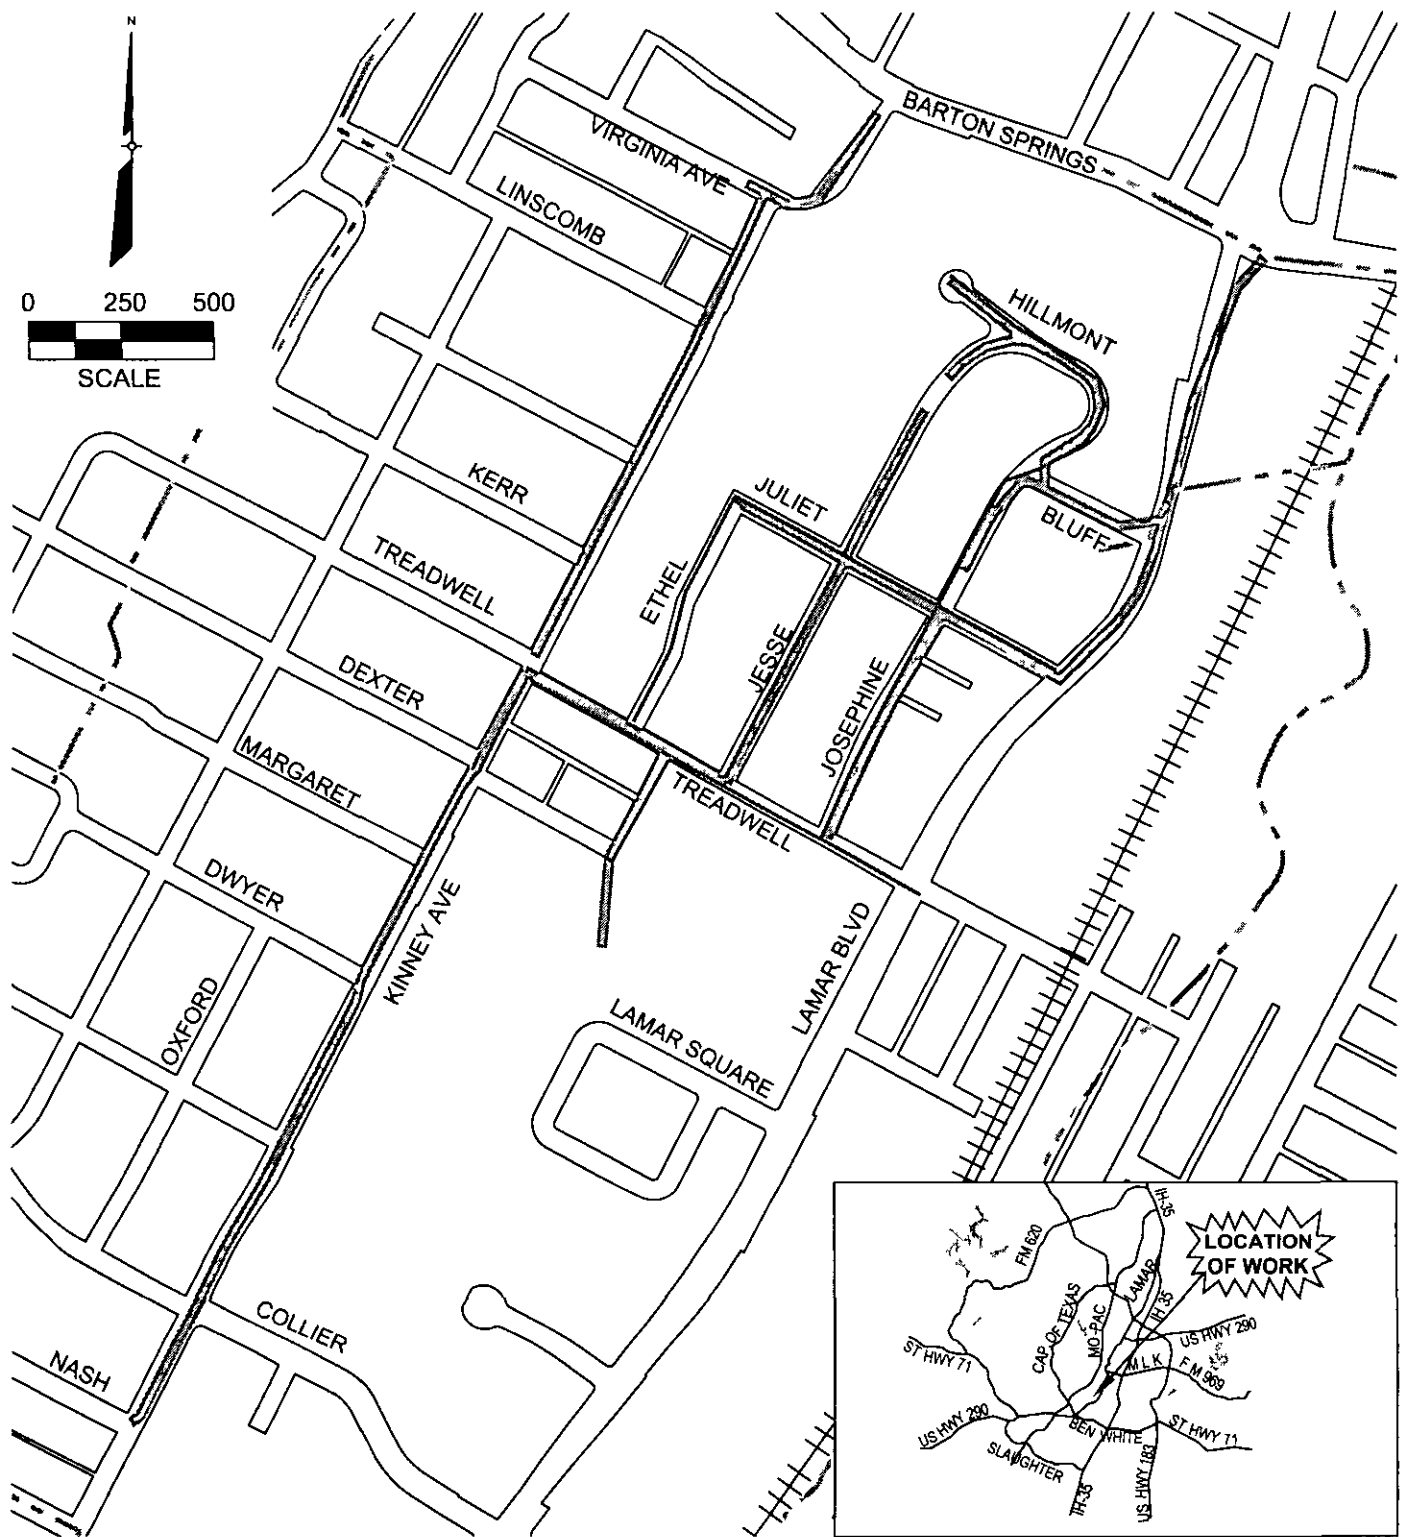 N
0 250 500
SCALE
BARTON SPRINGS
VIRGINIA AVE
LINSCOMB
HILLMONT
KERR
JULIET
BLUFF
TREADWELL
ETHEL
JESSE
JOSEPHINE
DEXTER
MARGARET
TREADWELL
DWYER
KINNEY AVE
LAMAR BLVD
OXFORD
LAMAR SQUARE
COLLIER
NASH
LOCATION
OF WORK
IH-35
FM 620
LAMAR
CAP OF TEXAS
MO-PAC
IH 35
US HWY 290
ST HWY 71
M L K
F M 969
US HWY 290
BEN WHITE
ST HWY 71
SLAUGHTER
IH-35
US HWY 183